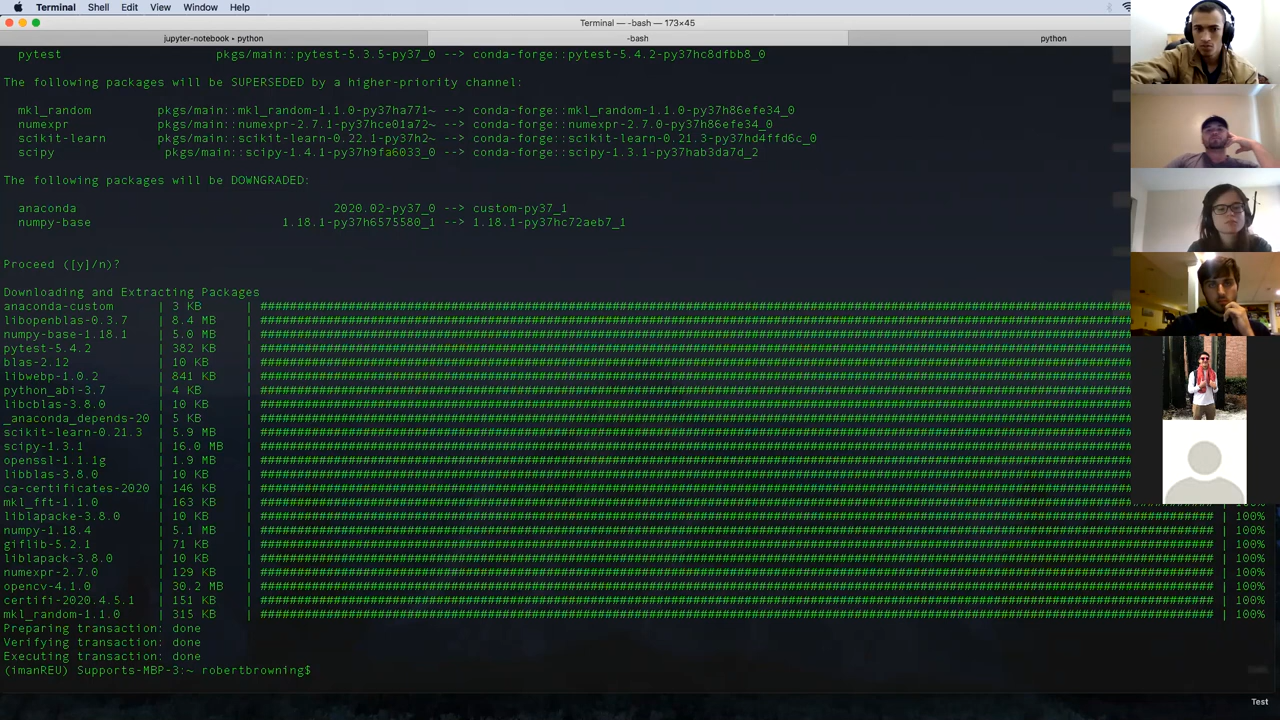 Terminal Shell Edit View Window Help
Terminal — -bash — 173×45
jupyter-notebook • python -bash python
pytest pkgs/main::pytest-5.3.5-py37_0 --> conda-forge::pytest-5.4.2-py37hc8dfbb8_0
The following packages will be SUPERSEDED by a higher-priority channel:
mkl_random pkgs/main::mkl_random-1.1.0-py37ha771~ --> conda-forge::mkl_random-1.1.0-py37h86efe34_0
numexpr pkgs/main::numexpr-2.7.1-py37hce01a72~ --> conda-forge::numexpr-2.7.0-py37h86efe34_0
scikit-learn pkgs/main::scikit-learn-0.22.1-py37h2~ --> conda-forge::scikit-learn-0.21.3-py37hd4ffd6c_0
scipy pkgs/main::scipy-1.4.1-py37h9fa6033_0 --> conda-forge::scipy-1.3.1-py37hab3da7d_2
The following packages will be DOWNGRADED:
anaconda 2020.02-py37_0 --> custom-py37_1
numpy-base 1.18.1-py37h6575580_1 --> 1.18.1-py37hc72aeb7_1
Proceed ([y]/n)?
Downloading and Extracting Packages
anaconda-custom | 3 KB |
libopenblas-0.3.7 | 8.4 MB |
numpy-base-1.18.1 | 5.0 MB |
pytest-5.4.2 | 382 KB |
blas-2.12 | 10 KB |
libwebp-1.0.2 | 841 KB |
python_abi-3.7 | 4 KB |
libcblas-3.8.0 | 10 KB |
_anaconda_depends-20 | 5 KB |
scikit-learn-0.21.3 | 5.9 MB |
scipy-1.3.1 | 16.0 MB |
openssl-1.1.1g | 1.9 MB |
libblas-3.8.0 | 10 KB |
ca-certificates-2020 | 146 KB |
mkl_fft-1.1.0 | 163 KB |
liblapacke-3.8.0 | 10 KB | | 100%
numpy-1.18.4 | 5.1 MB | | 100%
giflib-5.2.1 | 71 KB | | 100%
liblapack-3.8.0 | 10 KB | | 100%
numexpr-2.7.0 | 129 KB | | 100%
opencv-4.1.0 | 30.2 MB | | 100%
certifi-2020.4.5.1 | 151 KB | | 100%
mkl_random-1.1.0 | 315 KB | | 100%
Preparing transaction: done
Verifying transaction: done
Executing transaction: done
(imanREU) Supports-MBP-3:~ robertbrowning$
Test